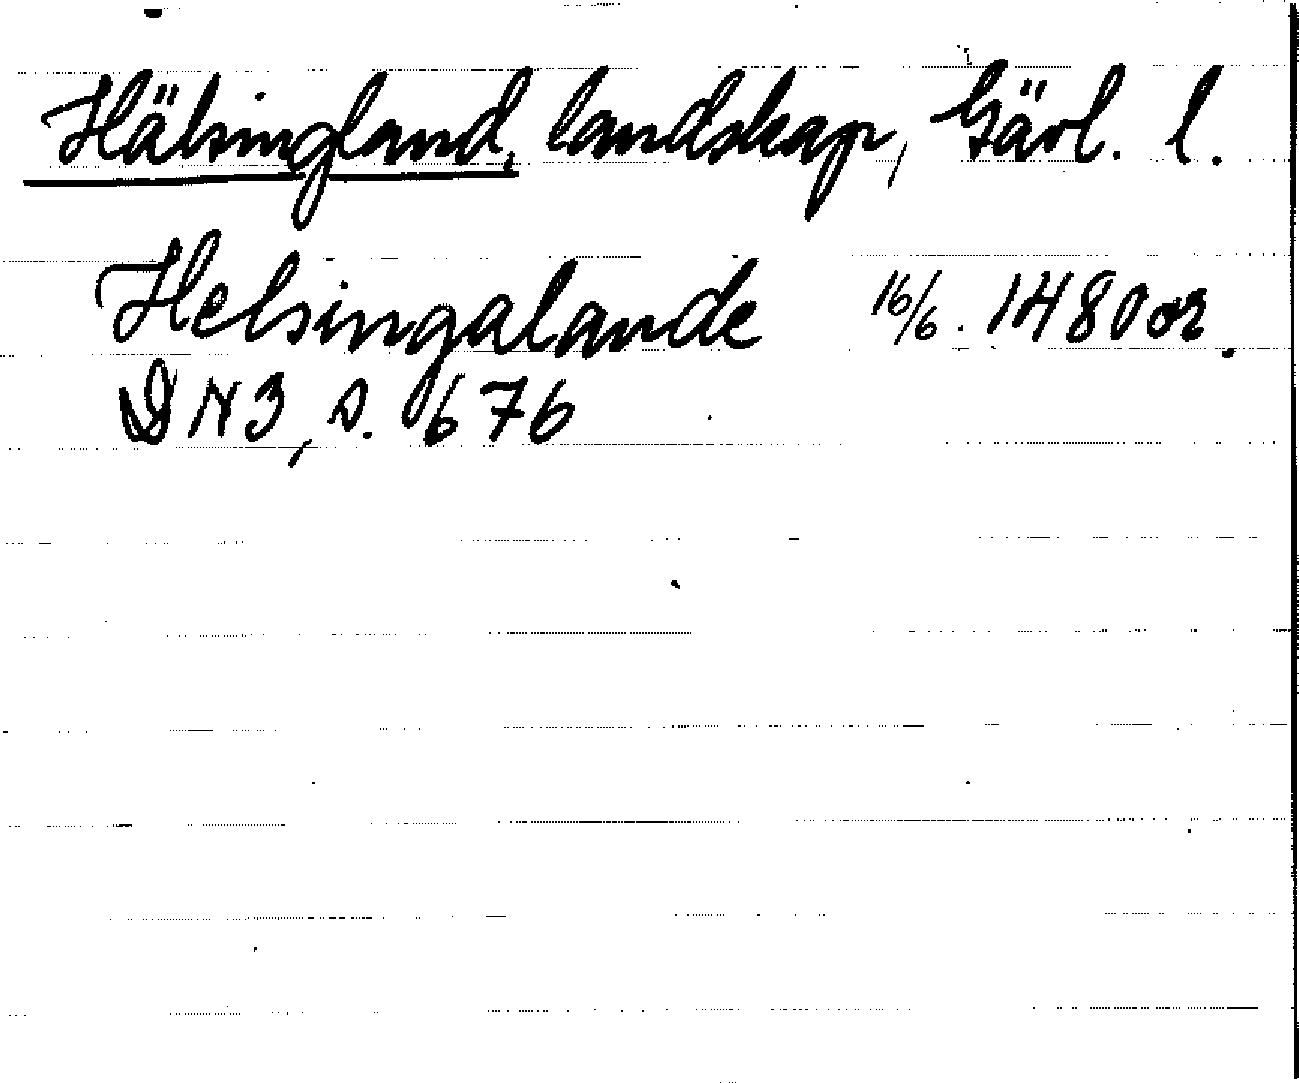 Hälsingland, landskap, Gävl. l.
Helsingalande 16/6. 1480 or.
DN 3, s. 676